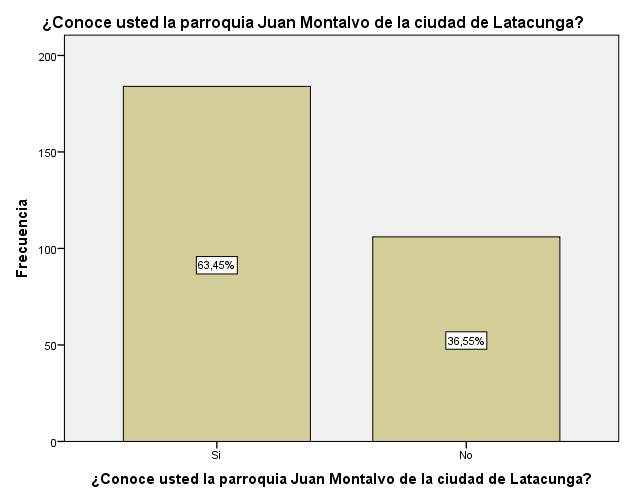 ¿Conoce usted la parroquia Juan Montalvo de la ciudad de Latacunga?
200
150
100
50
0
Frecuencia
63,45%
36,55%
Si
No
¿Conoce usted la parroquia Juan Montalvo de la ciudad de Latacunga?